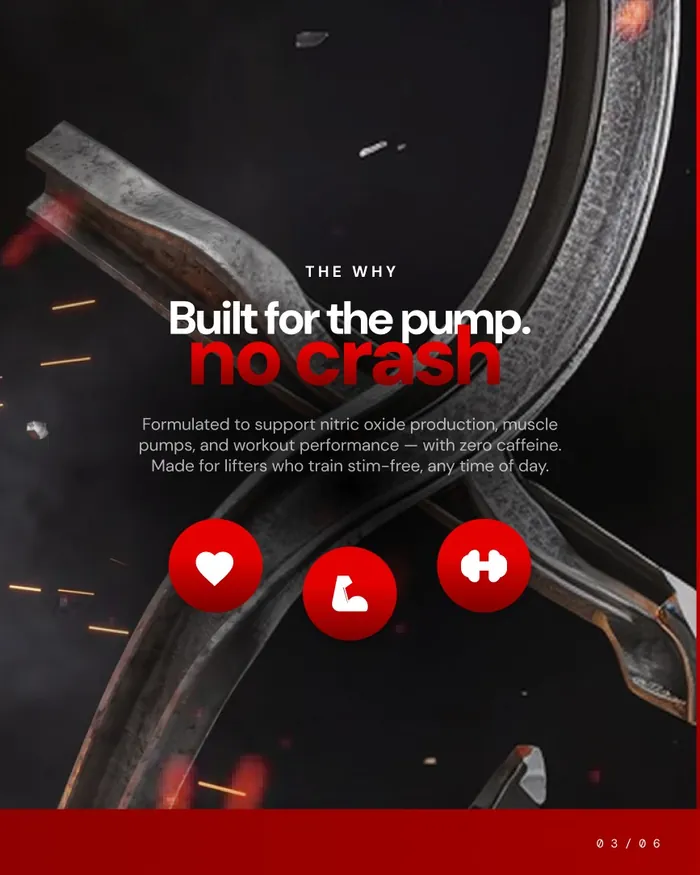 THE WHY
Built for the pump.
no crash
Formulated to support nitric oxide production, muscle
pumps, and workout performance — with zero caffeine.
Made for lifters who train stim-free, any time of day.
03/06